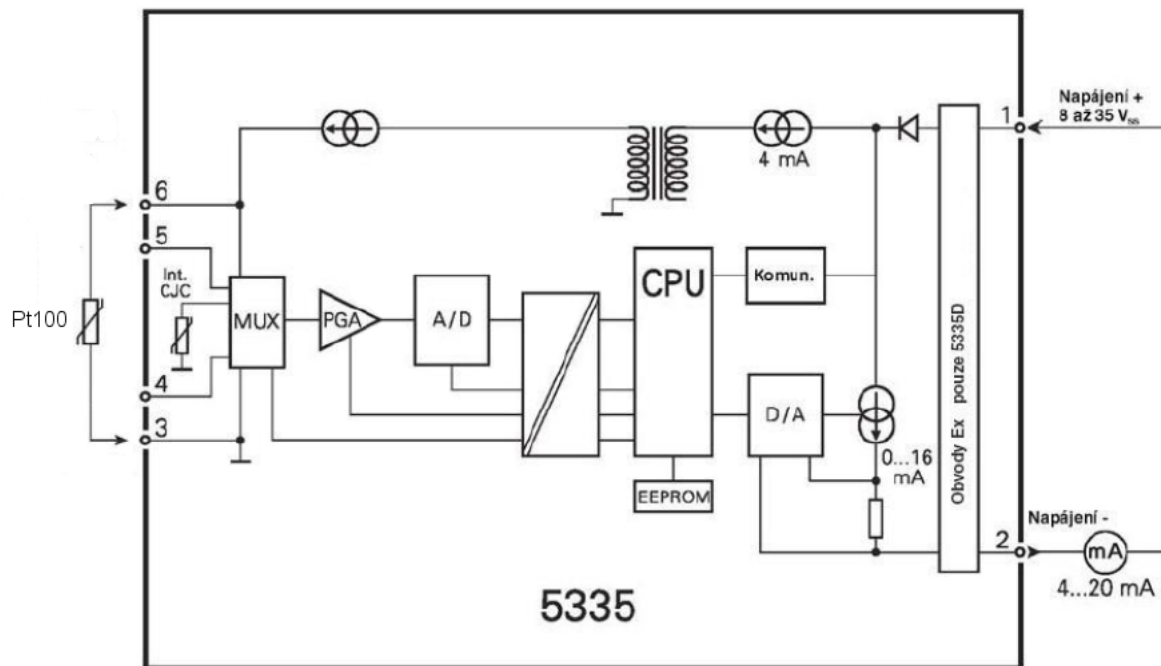 Napájení +
8 až 35 Vss
1
4 mA
6
5
Int.
CJC
Pt100
MUX
PGA
A/D
CPU
Komun.
4
3
D/A
0...16
mA
EEPROM
Obvody Ex pouze 5335D
Napájení -
2
mA
4...20 mA
5335